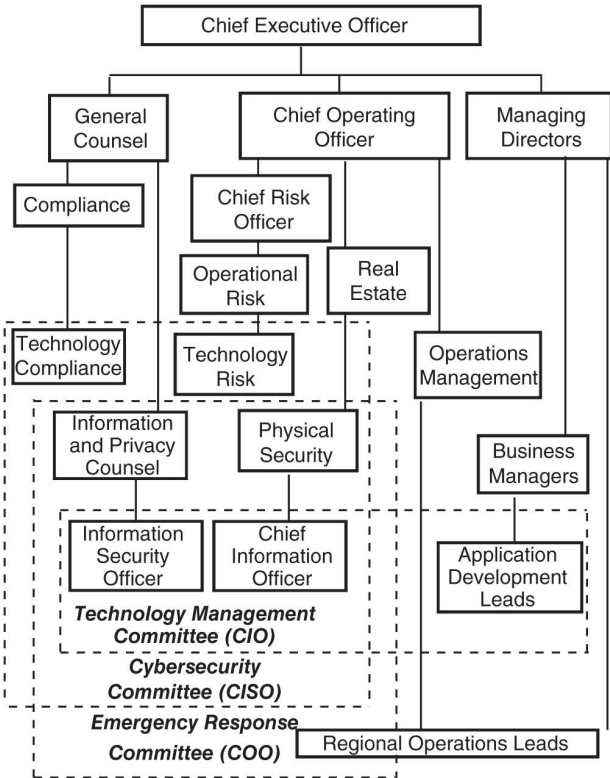 Chief Executive Officer
General
Counsel
Chief Operating
Officer
Managing
Directors
Compliance
Chief Risk
Officer
Operational
Risk
Real
Estate
Technology
Compliance
Technology
Risk
Operations
Management
Information
and Privacy
Counsel
Physical
Security
Business
Managers
Information
Security
Officer
Chief
Information
Officer
Application
Development
Leads
Technology Management
Committee (CIO)
Cybersecurity
Committee (CISO)
Emergency Response
Committee (COO)
Regional Operations Leads